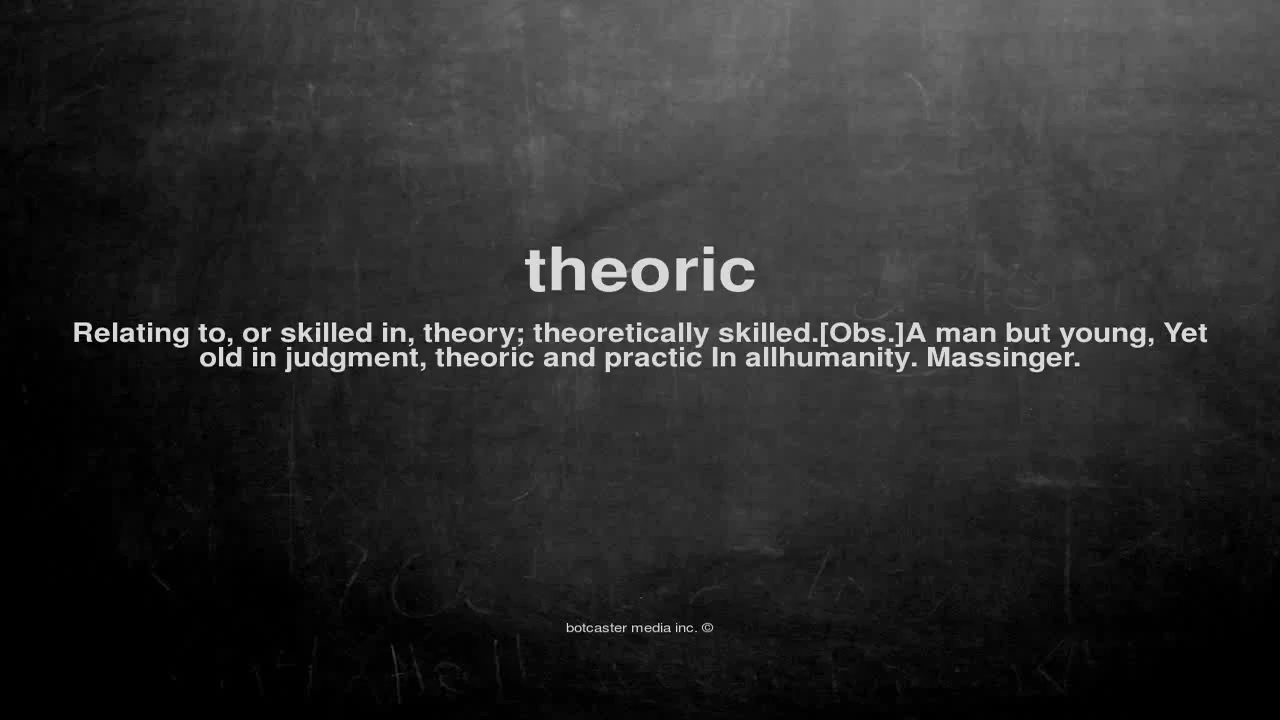 theoric
Relating to, or skilled in, theory; theoretically skilled.[Obs.]A man but young, Yet
old in judgment, theoric and practic In allhumanity. Massinger.
botcaster media inc. ©